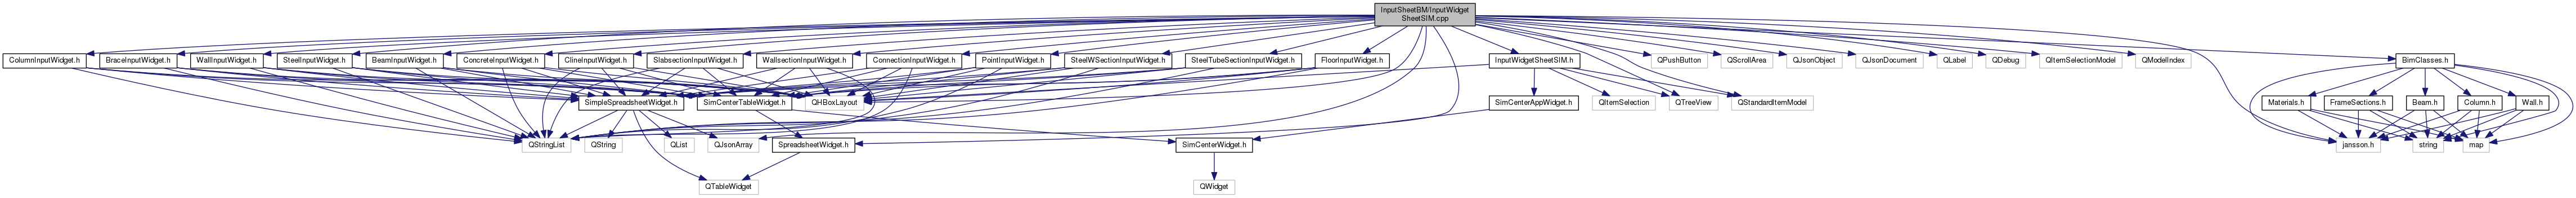 InputSheetBM/InputWidget
SheetSIM.cpp
ColumnInputWidget.h
BraceInputWidget.h
WallInputWidget.h
SteelInputWidget.h
BeamInputWidget.h
ConcreteInputWidget.h
ClineInputWidget.h
SlabsectionInputWidget.h
WallsectionInputWidget.h
ConnectionInputWidget.h
PointInputWidget.h
SteelWSectionInputWidget.h
SteelTubeSectionInputWidget.h
FloorInputWidget.h
InputWidgetSheetSIM.h
QPushButton
QScrollArea
QJsonObject
QJsonDocument
QLabel
QDebug
QItemSelectionModel
QModelIndex
BimClasses.h
SimpleSpreadsheetWidget.h
SimCenterTableWidget.h
QHBoxLayout
SimCenterAppWidget.h
QItemSelection
QTreeView
QStandardItemModel
Materials.h
FrameSections.h
Beam.h
Column.h
Wall.h
QStringList
QString
QList
QJsonArray
SpreadsheetWidget.h
SimCenterWidget.h
jansson.h
string
map
QTableWidget
QWidget